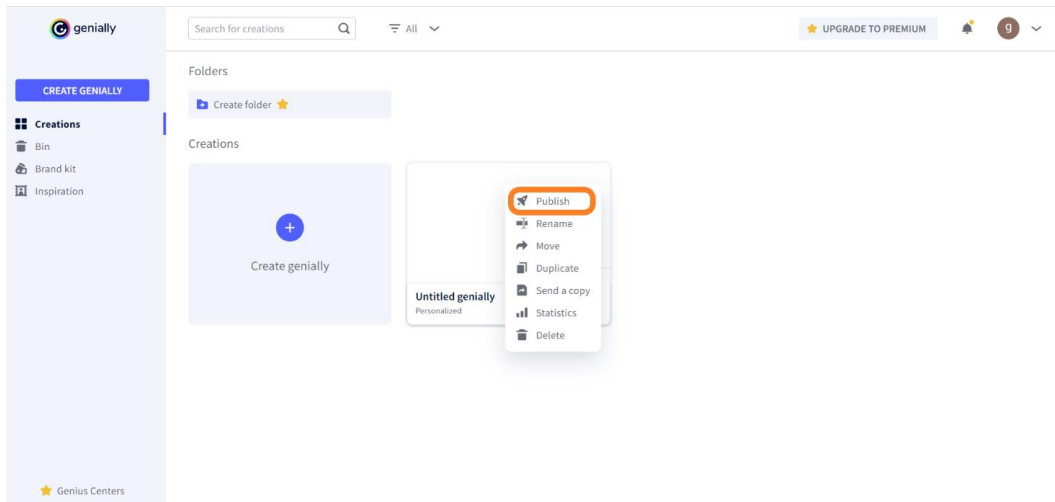 genially
Search for creations
All
UPGRADE TO PREMIUM
g
CREATE GENIALLY
Creations
Bin
Brand kit
Inspiration
Genius Centers
Folders
Create folder
Creations
Create genially
Untitled genially
Personalized
Publish
Rename
Move
Duplicate
Send a copy
Statistics
Delete